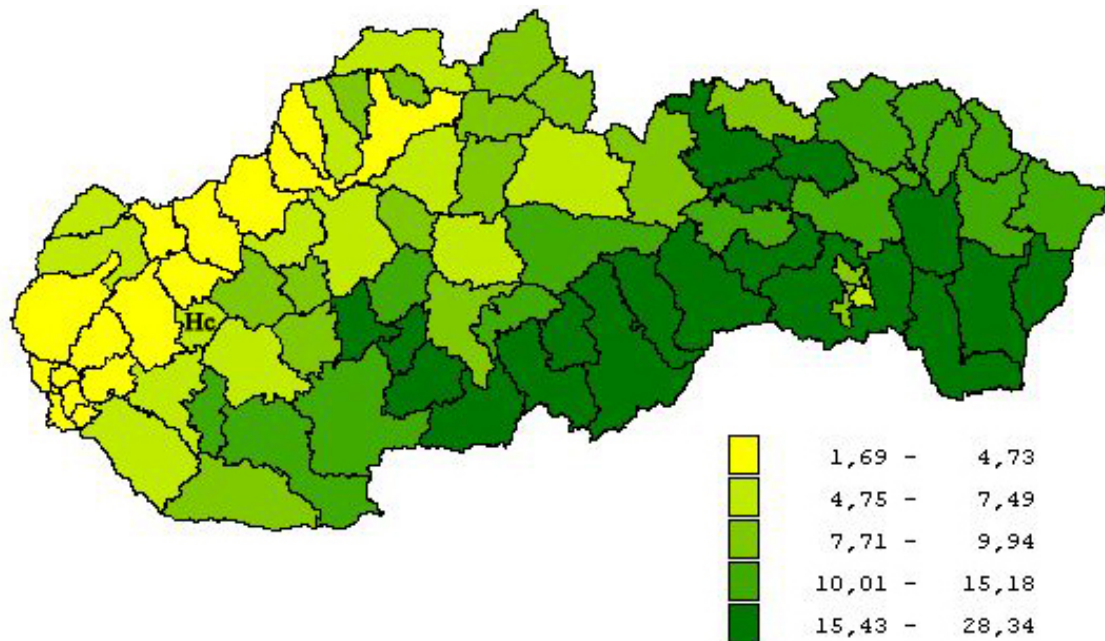 Hc
1,69 - 4,73
4,75 - 7,49
7,71 - 9,94
10,01 - 15,18
15,43 - 28,34